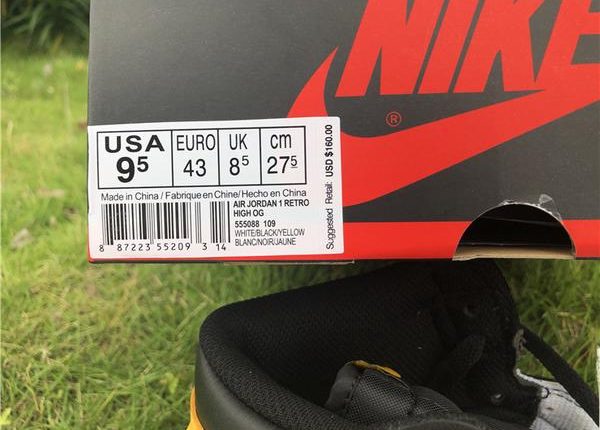 NIKE
®
USA EURO UK cm
9⁵ 43 8⁵ 27⁵
Made in China / Fabrique en Chine / Hecho en China
AIR JORDAN 1 RETRO
HIGH OG
555088 109
WHITE/BLACK/YELLOW
BLANC/NOIR/JAUNE
8 87223 55209 3 14
Suggested Retail: USD $160.00